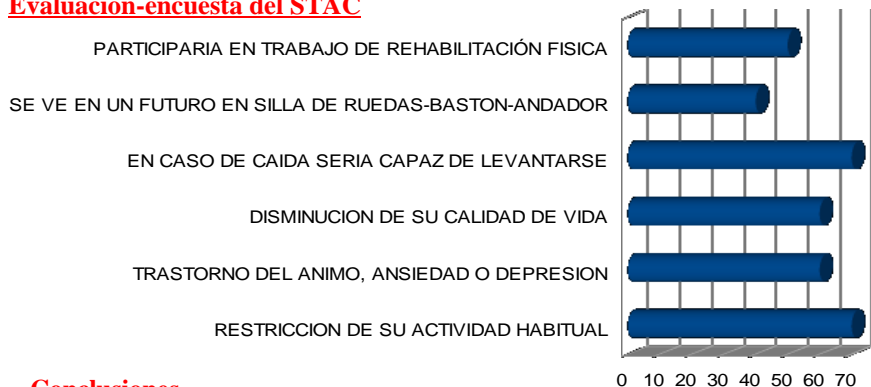 Evaluación-encuesta del STAC
PARTICIPARIA EN TRABAJO DE REHABILITACIÓN FISICA
SE VE EN UN FUTURO EN SILLA DE RUEDAS-BASTON-ANDADOR
EN CASO DE CAIDA SERIA CAPAZ DE LEVANTARSE
DISMINUCION DE SU CALIDAD DE VIDA
TRASTORNO DEL ANIMO, ANSIEDAD O DEPRESION
RESTRICCION DE SU ACTIVIDAD HABITUAL
0 10 20 30 40 50 60 70
Conclusiones